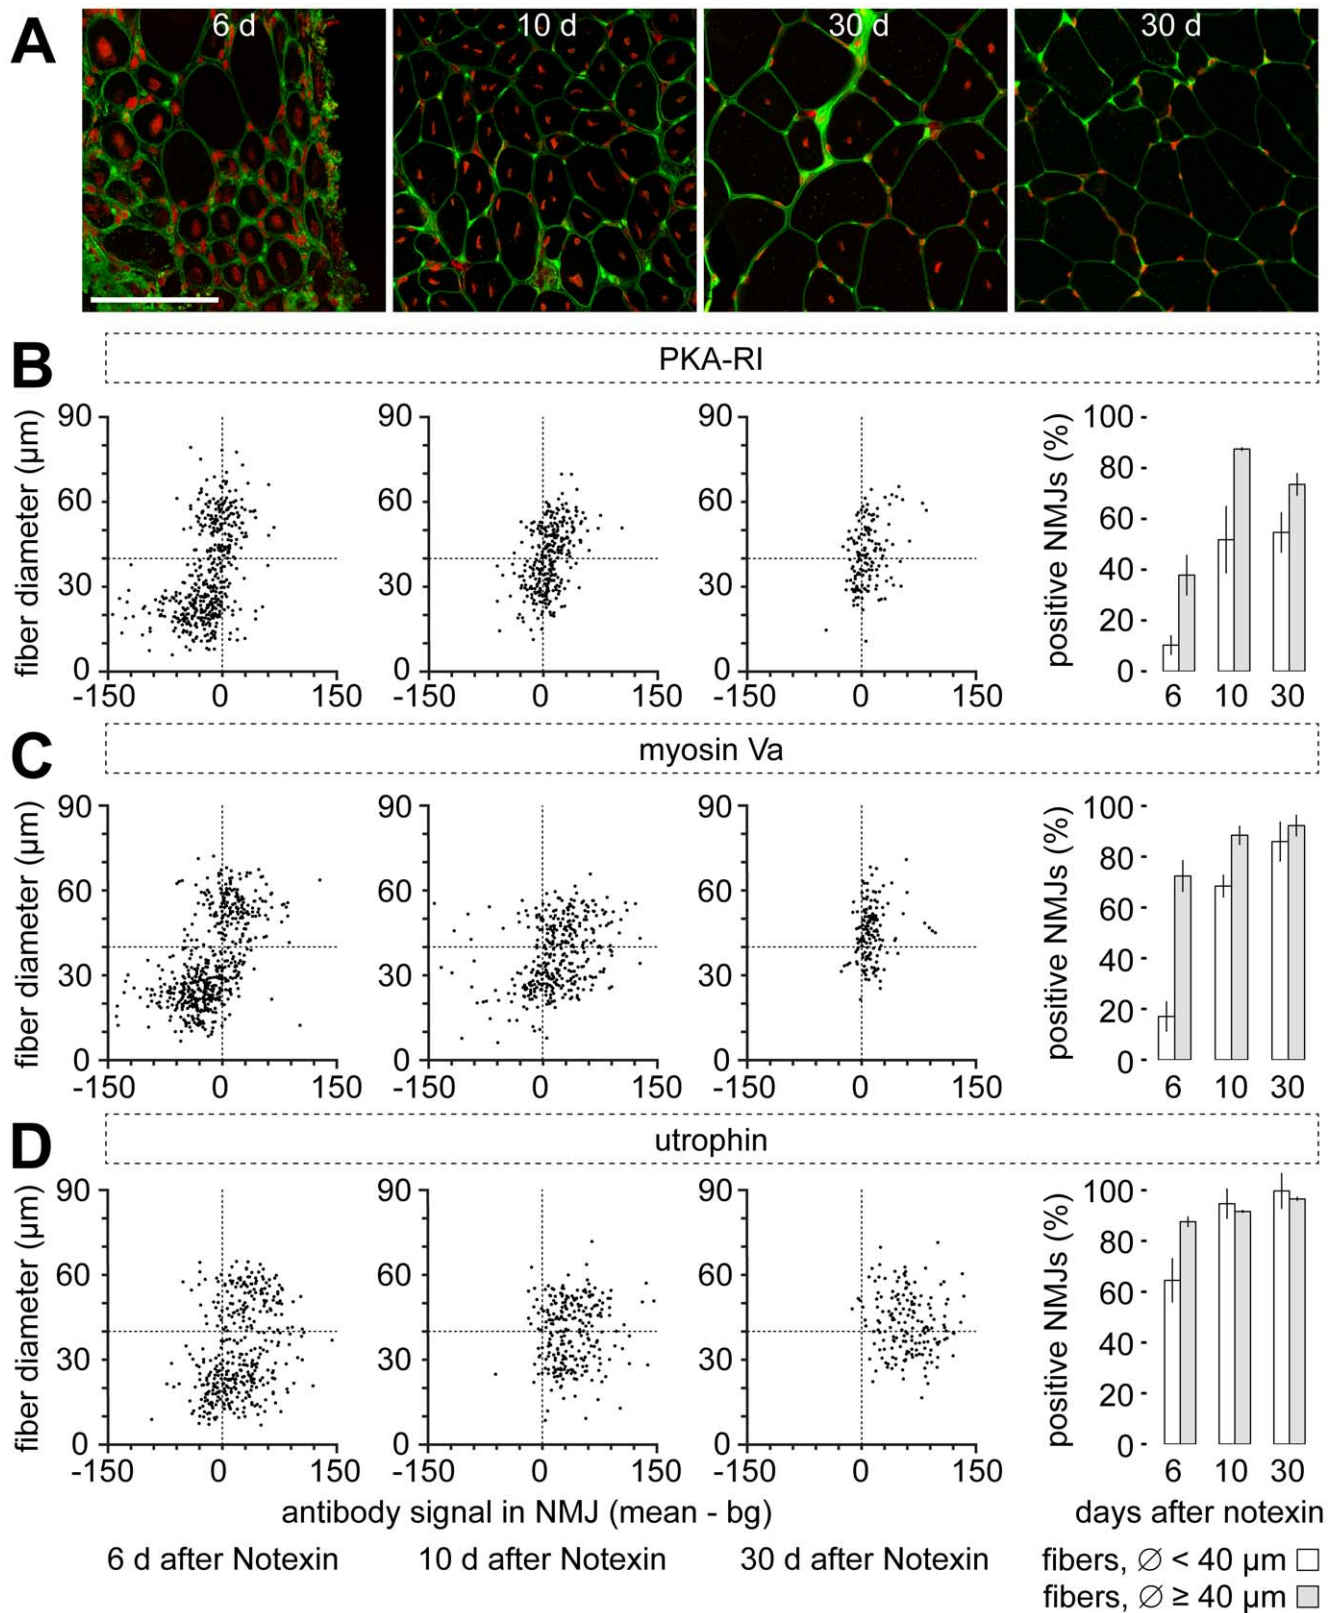 A
6 d
10 d
30 d
30 d
B
PKA-RI
fiber diameter (µm)
90
60
30
0
-150 0 150
90
60
30
0
-150 0 150
90
60
30
0
-150 0 150
positive NMJs (%)
100
80
60
40
20
0
6 10 30
C
myosin Va
fiber diameter (µm)
90
60
30
0
-150 0 150
90
60
30
0
-150 0 150
90
60
30
0
-150 0 150
positive NMJs (%)
100
80
60
40
20
0
6 10 30
D
utrophin
fiber diameter (µm)
90
60
30
0
-150 0 150
90
60
30
0
-150 0 150
90
60
30
0
-150 0 150
positive NMJs (%)
100
80
60
40
20
0
6 10 30
antibody signal in NMJ (mean - bg)
days after notexin
6 d after Notexin
10 d after Notexin
30 d after Notexin
fibers, ∅ < 40 µm
fibers, ∅ ≥ 40 µm